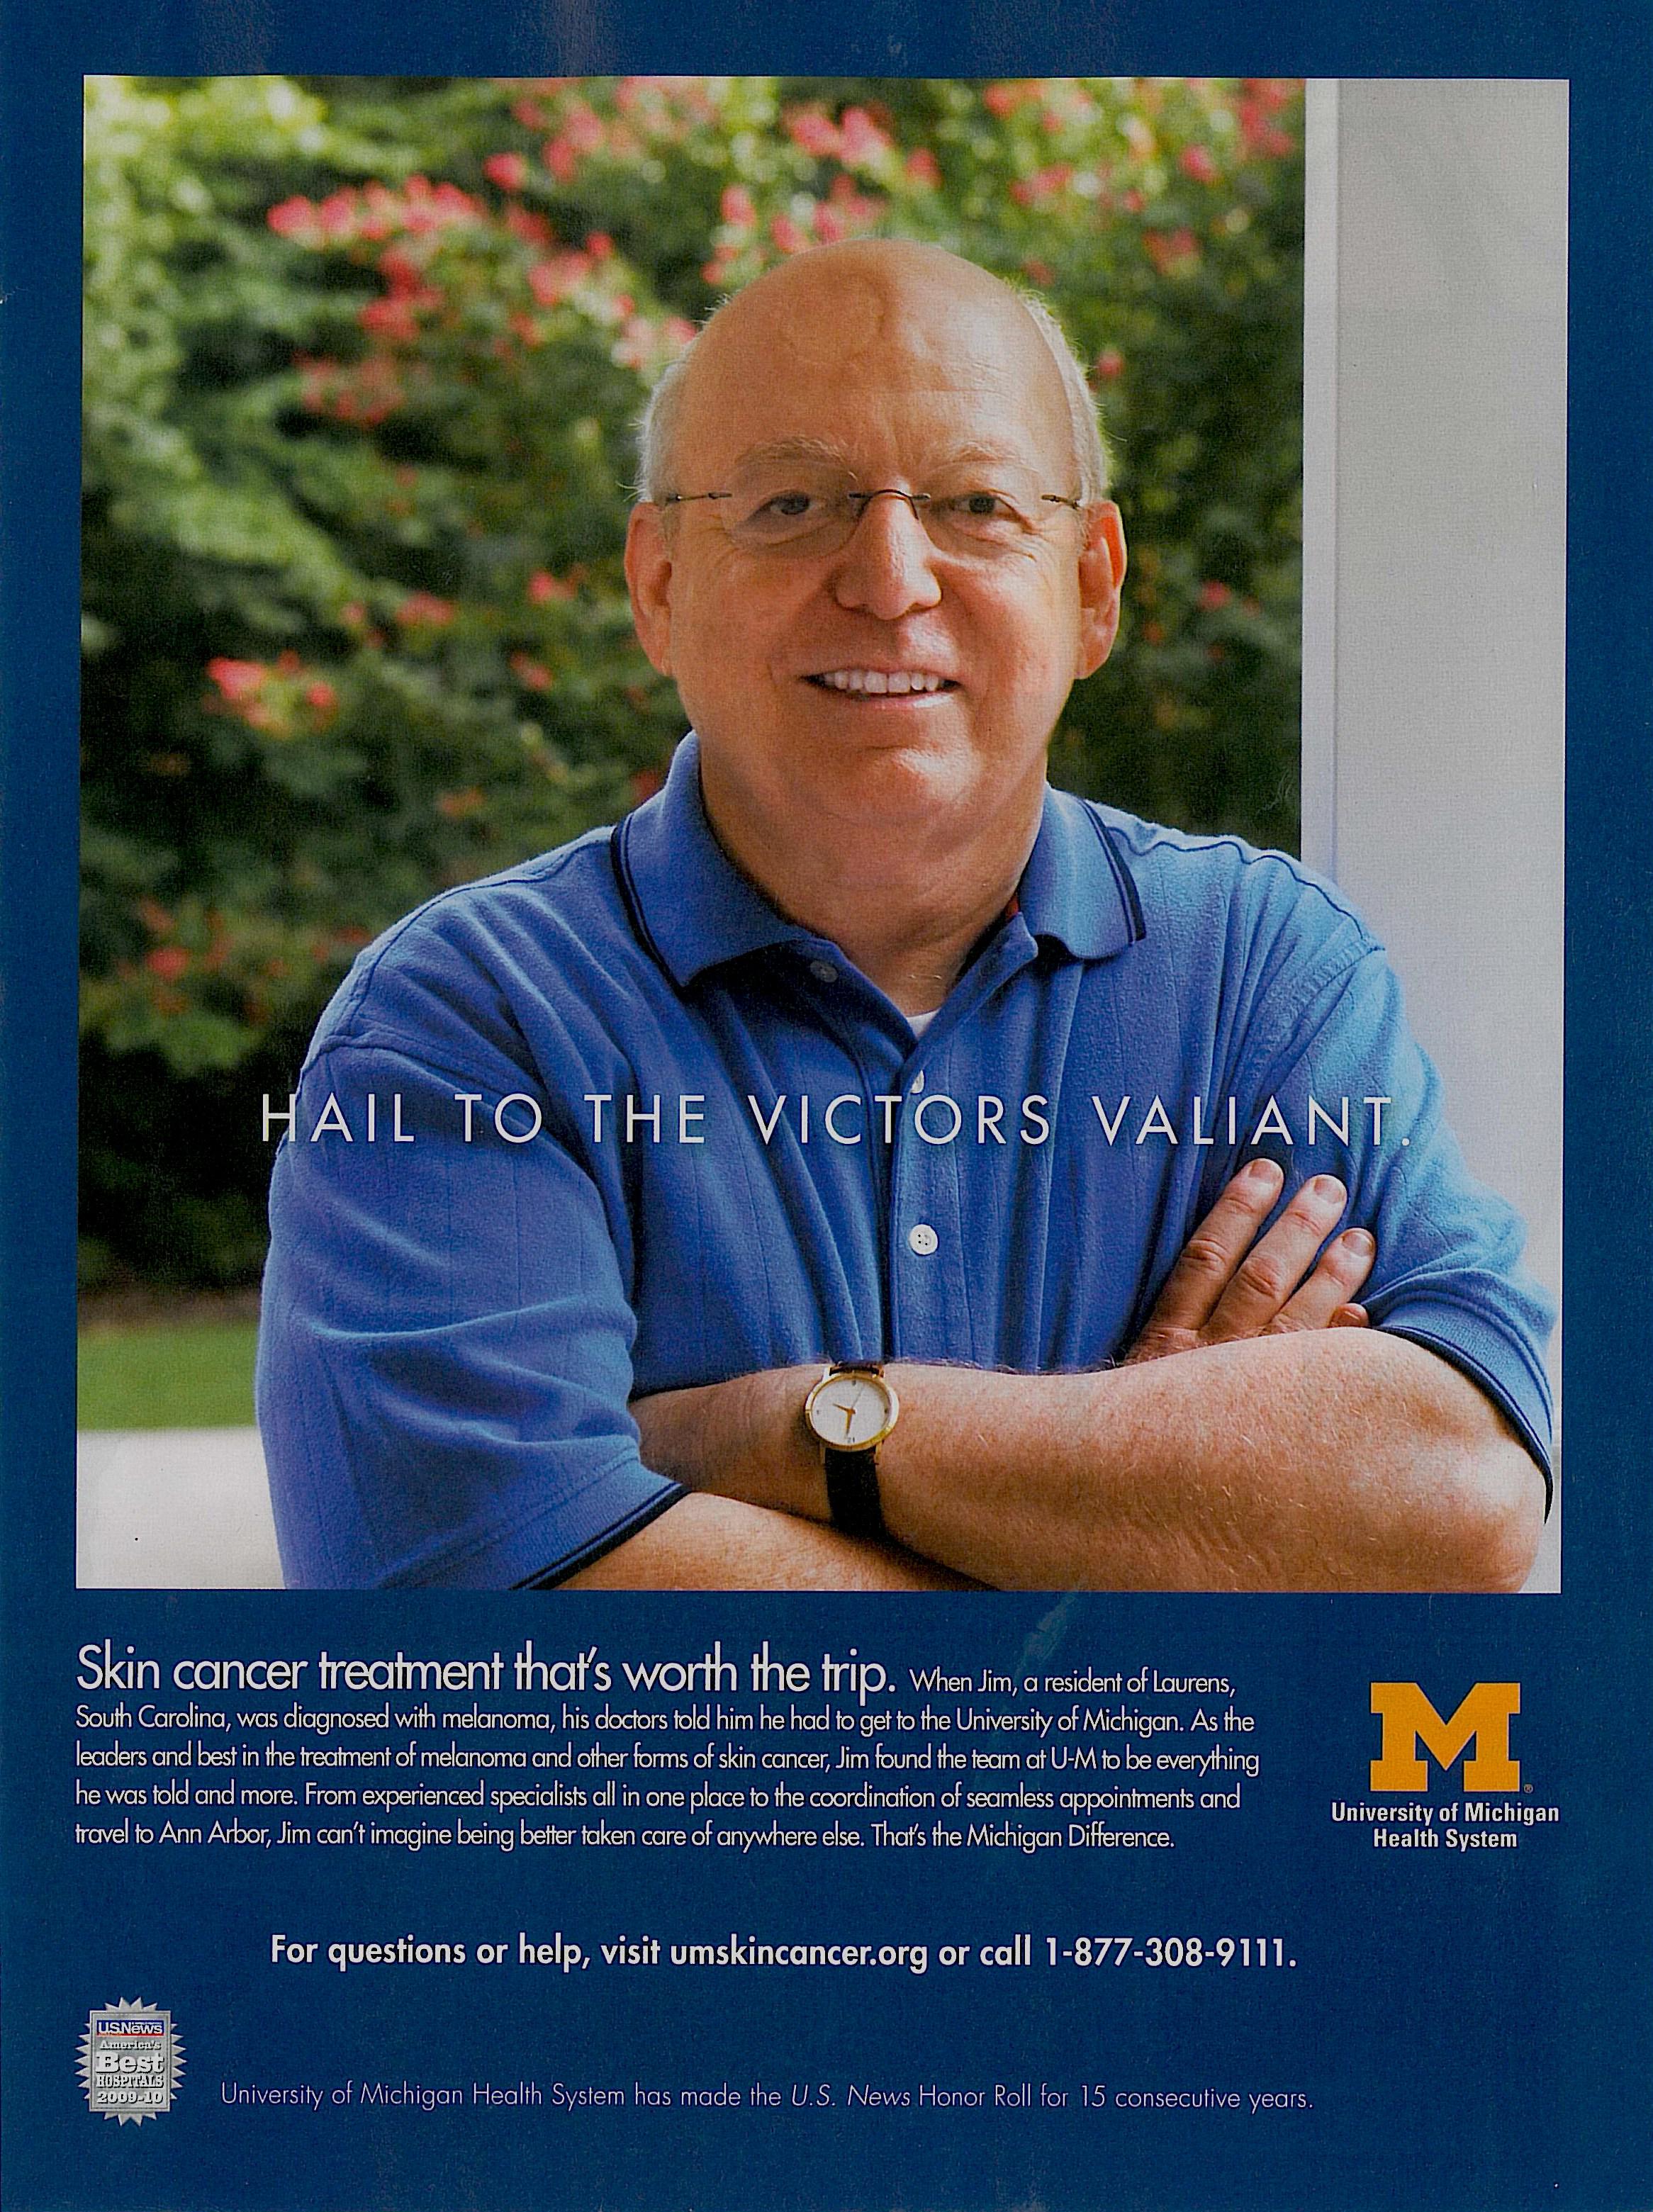 HAIL TO THE VICTORS VALIANT.
Skin cancer treatment that's worth the trip. When Jim, a resident of Laurens,
South Carolina, was diagnosed with melanoma, his doctors told him he had to get to the University of Michigan. As the
leaders and best in the treatment of melanoma and other forms of skin cancer, Jim found the team at U-M to be everything
he was told and more. From experienced specialists all in one place to the coordination of seamless appointments and
travel to Ann Arbor, Jim can't imagine being better taken care of anywhere else. That's the Michigan Difference.
M®
University of Michigan
Health System
For questions or help, visit umskincancer.org or call 1-877-308-9111.
U.S.News
America's
Best
HOSPITALS
2009-10
University of Michigan Health System has made the U.S. News Honor Roll for 15 consecutive years.